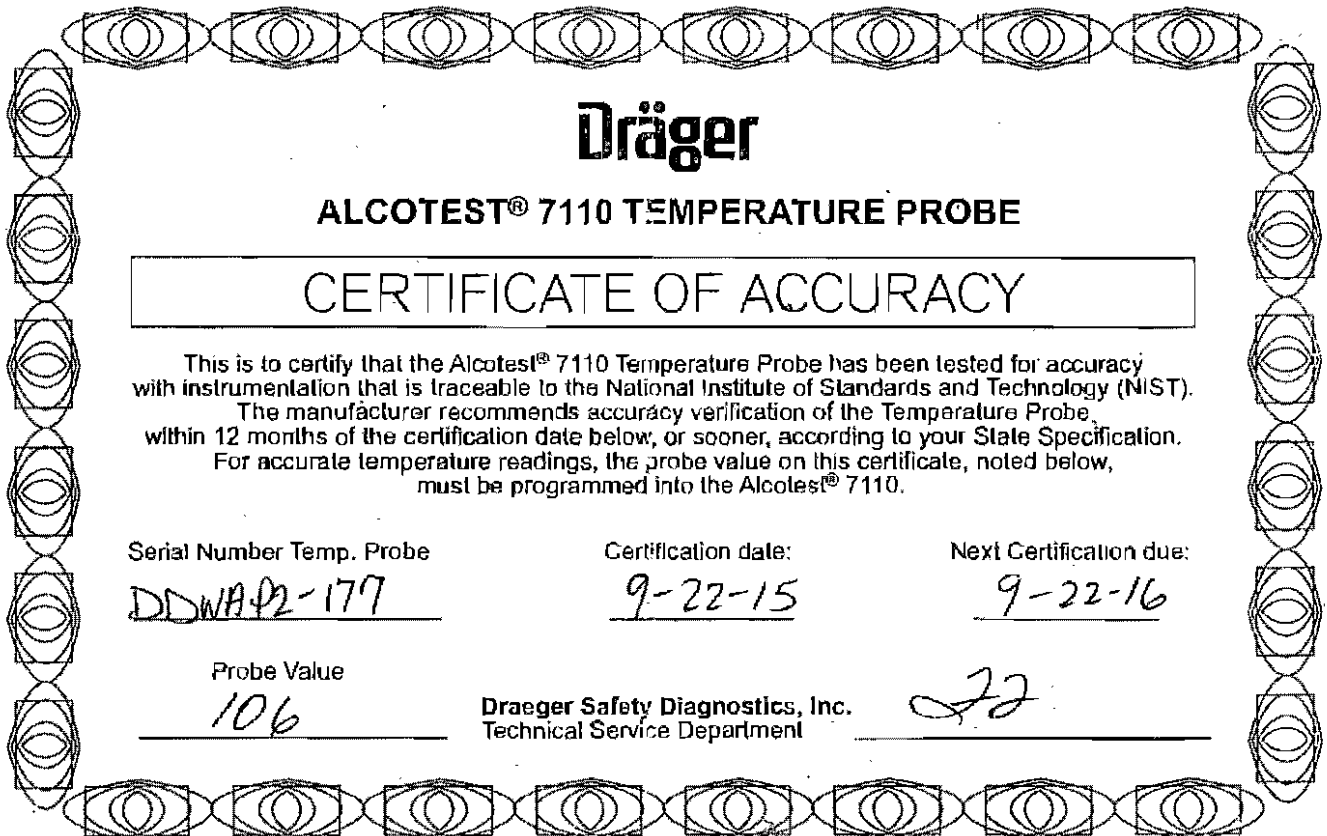 Dräger
ALCOTEST® 7110 TEMPERATURE PROBE
CERTIFICATE OF ACCURACY
This is to certify that the Alcotest® 7110 Temperature Probe has been tested for accuracy
with instrumentation that is traceable to the National Institute of Standards and Technology (NIST).
The manufacturer recommends accuracy verification of the Temperature Probe,
within 12 months of the certification date below, or sooner, according to your State Specification.
For accurate temperature readings, the probe value on this certificate, noted below,
must be programmed into the Alcotest® 7110.
Serial Number Temp. Probe Certification date: Next Certification due:
9-22-15 9-22-16
Probe Value
106 Draeger Safety Diagnostics, Inc.
Technical Service Department